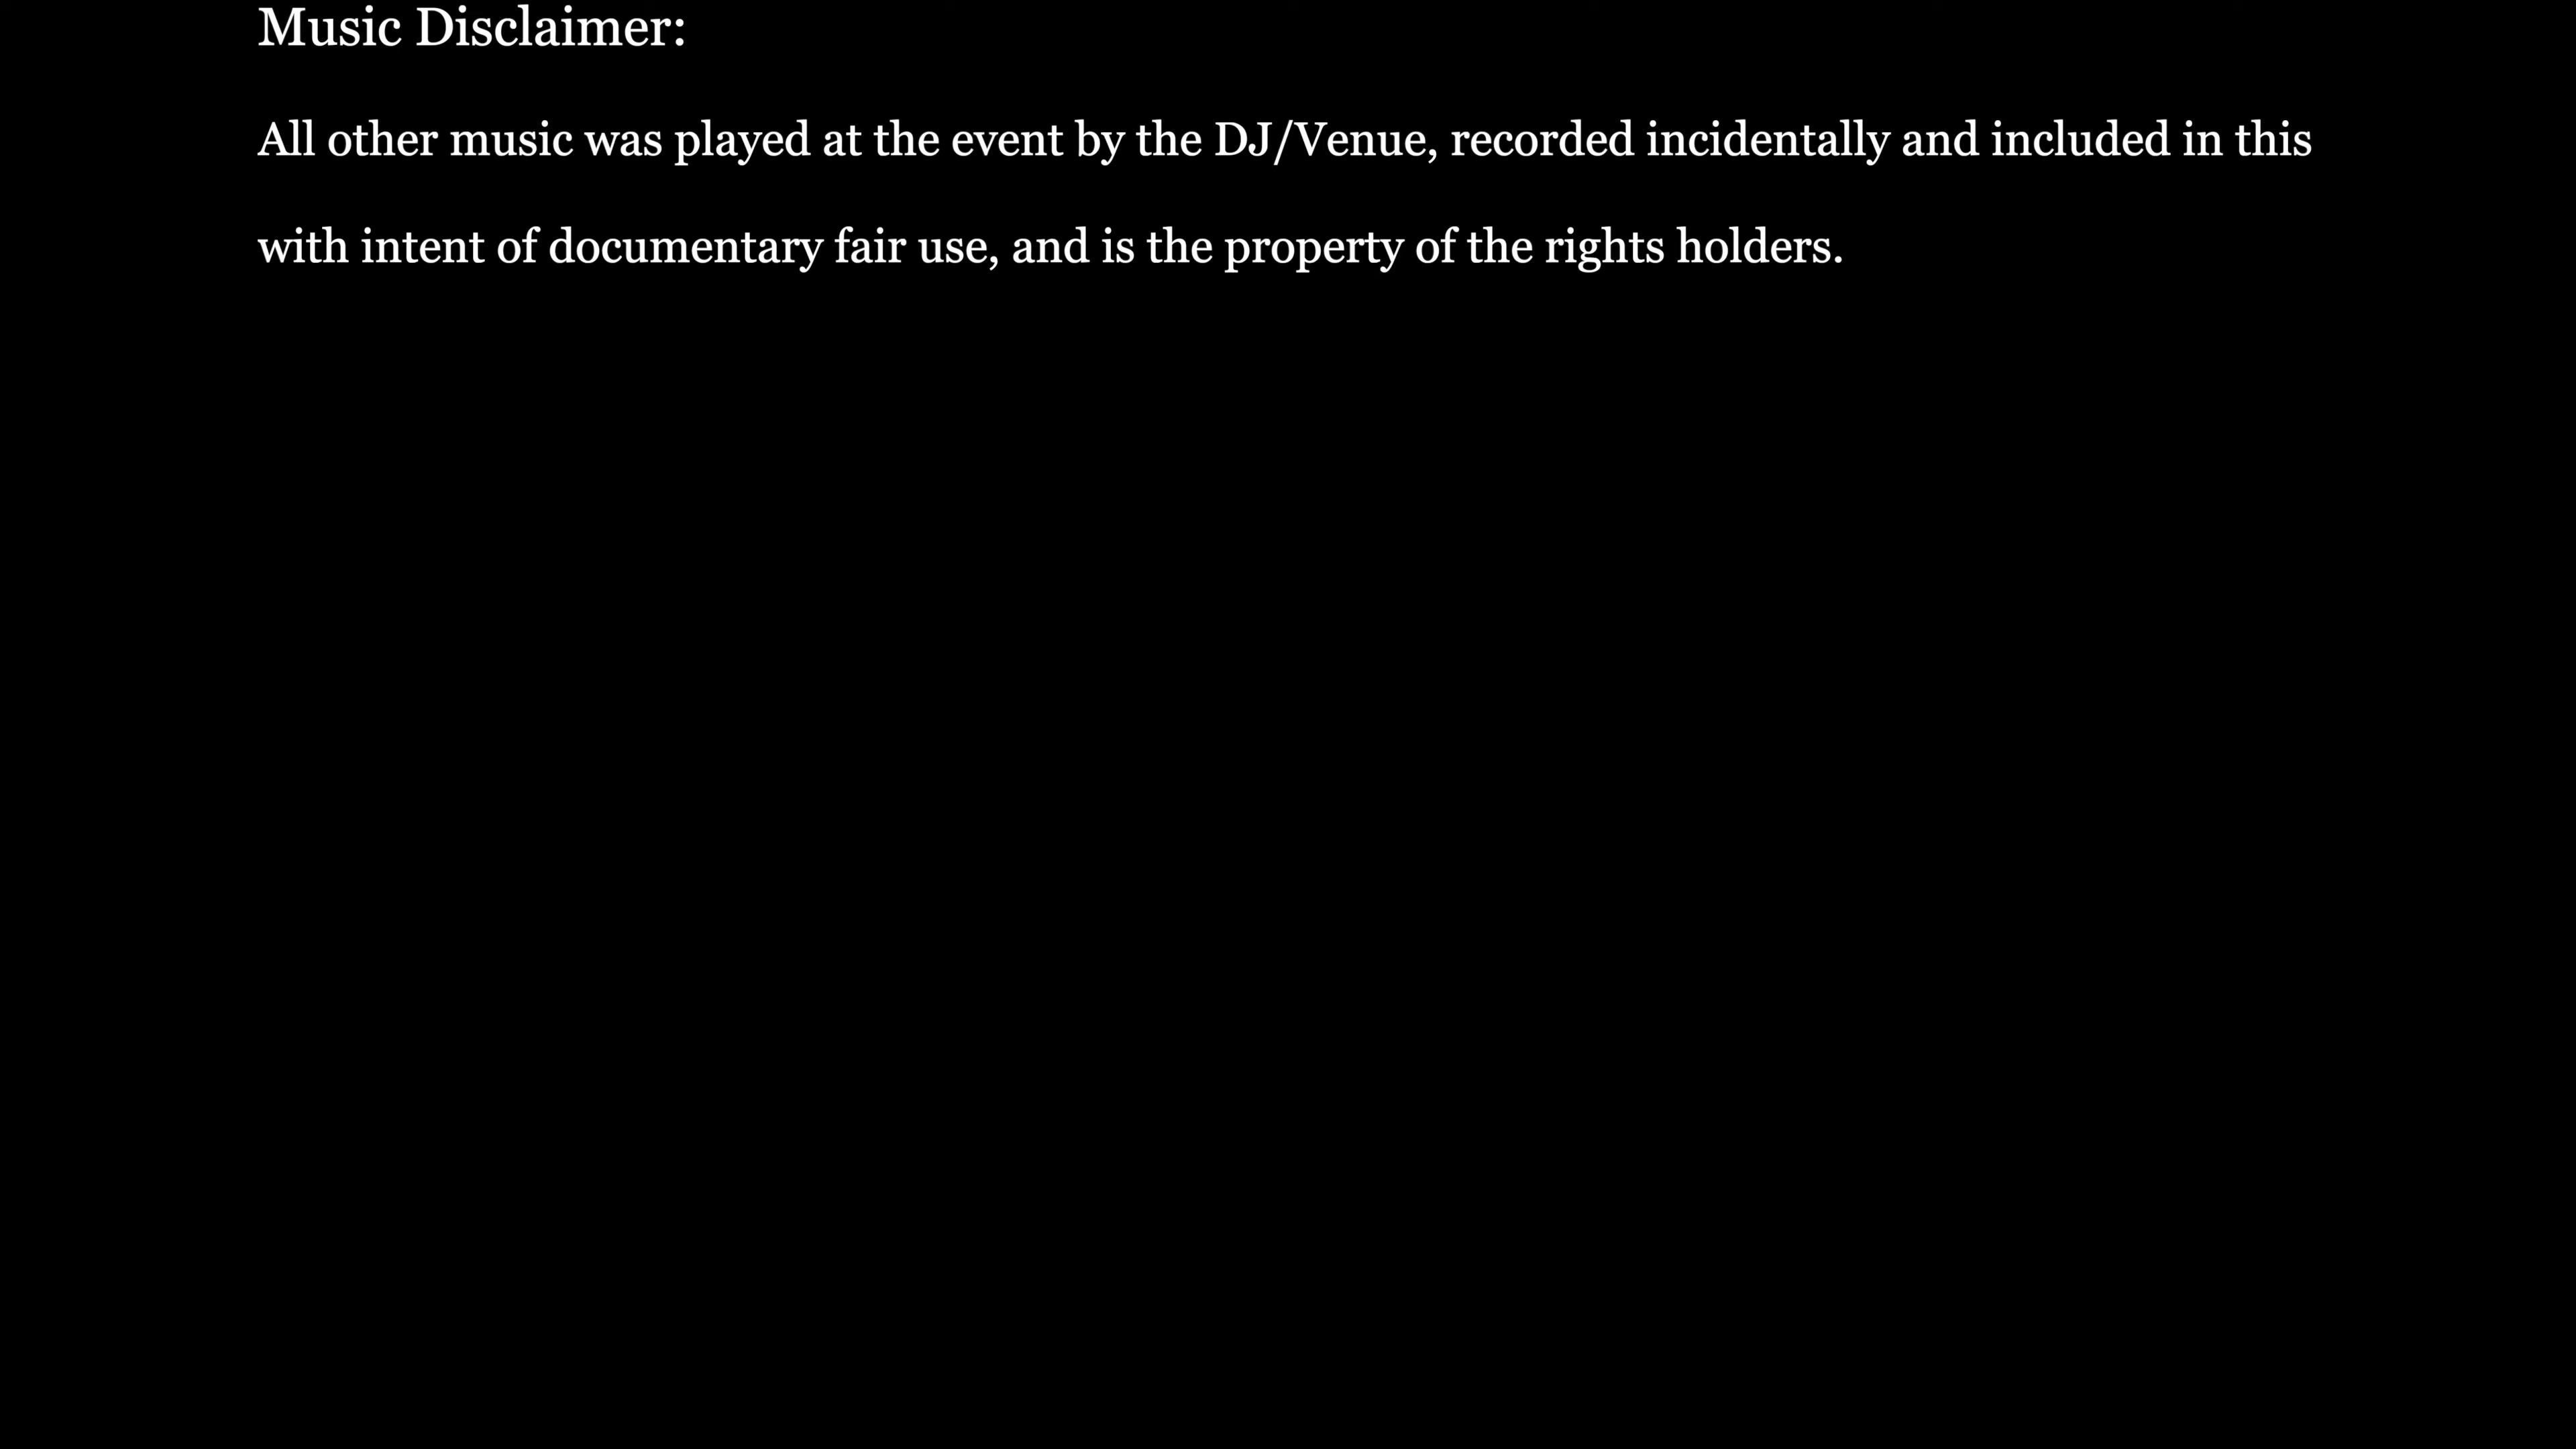 Music Disclaimer:
All other music was played at the event by the DJ/Venue, recorded incidentally and included in this
with intent of documentary fair use, and is the property of the rights holders.